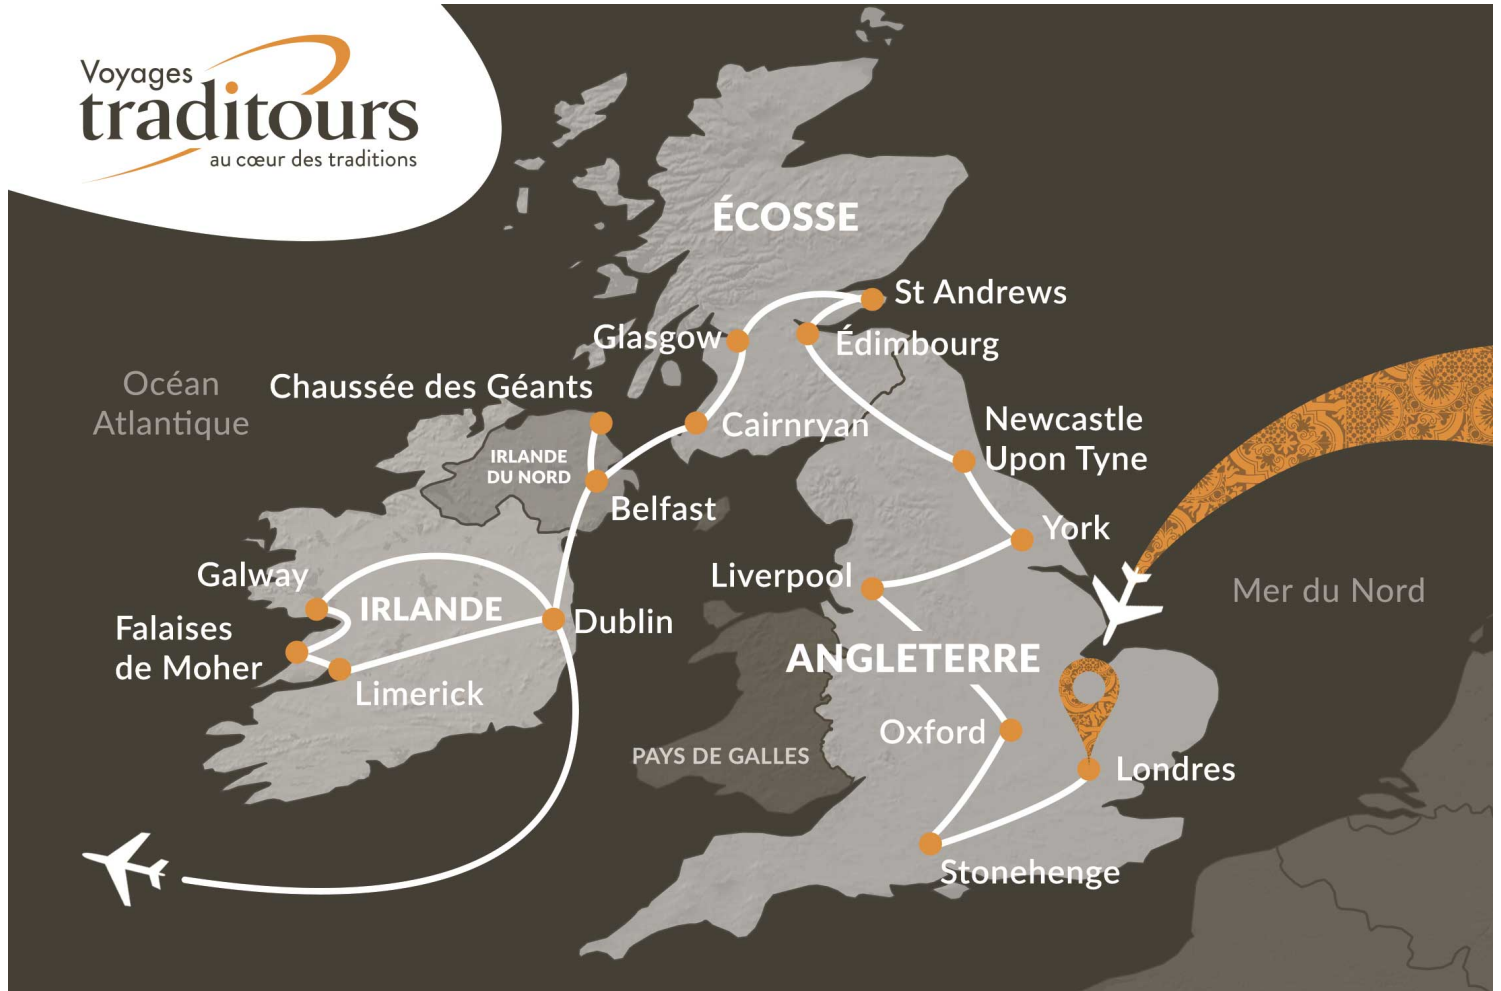 Voyages
traditours
au cœur des traditions
ÉCOSSE
St Andrews
Glasgow
Édimbourg
Océan
Atlantique
Chaussée des Géants
Cairnryan
Newcastle
Upon Tyne
IRLANDE
DU NORD
Belfast
York
Galway
IRLANDE
Liverpool
Mer du Nord
Falaises
de Moher
Dublin
Limerick
ANGLETERRE
Oxford
PAYS DE GALLES
Londres
Stonehenge